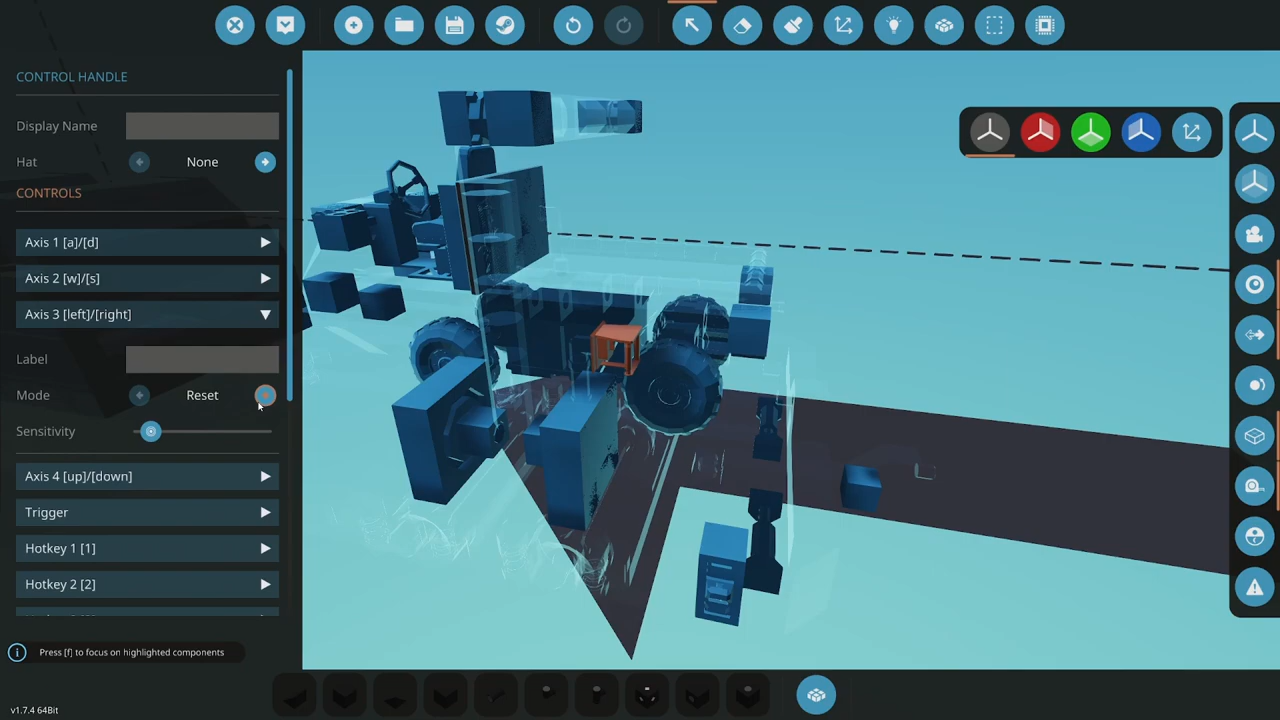 CONTROL HANDLE
Display Name
Hat
None
CONTROLS
Axis 1 [a]/[d]
Axis 2 [w]/[s]
Axis 3 [left]/[right]
Label
Mode
Reset
Sensitivity
Axis 4 [up]/[down]
Trigger
Hotkey 1 [1]
Hotkey 2 [2]
Press [f] to focus on highlighted components
v1.7.4 64Bit